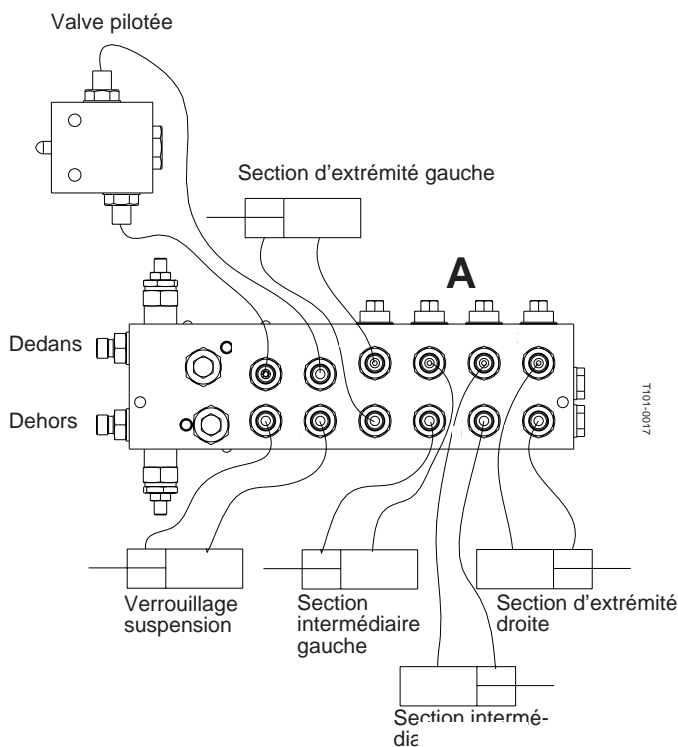 Valve pilotée
Section d'extrémité gauche
A
Dedans
Dehors
T101-0017
Verrouillage
suspension
Section
intermédiaire
gauche
Section d'extrémité
droite
Section intermé-